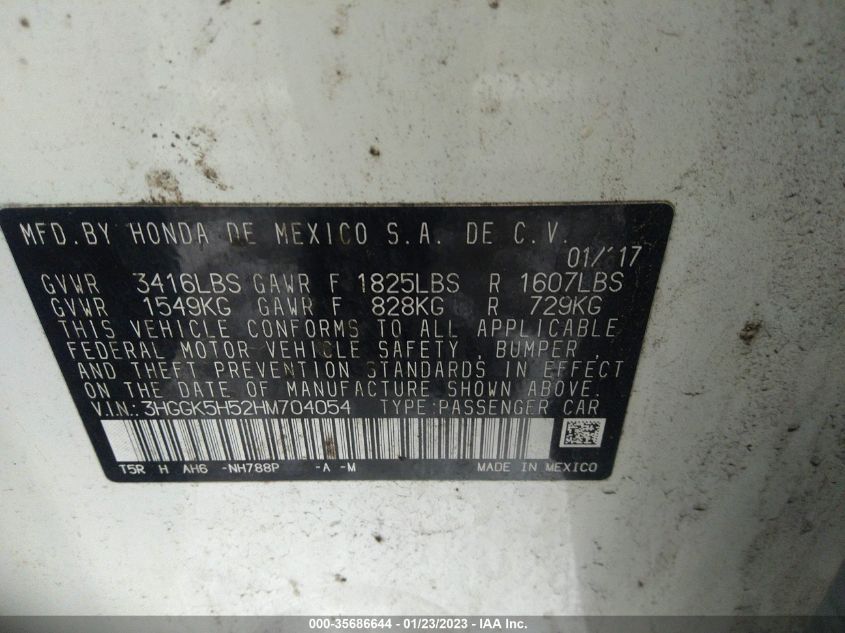 MFD.BY HONDA DE MEXICO S.A. DE C.V.
01/'17
GVWR 3416LBS GAWR F 1825LBS R 1607LBS
GVWR 1549KG GAWR F 828KG R 729KG
THIS VEHICLE CONFORMS TO ALL APPLICABLE
FEDERAL MOTOR VEHICLE SAFETY , BUMPER ,
AND THEFT PREVENTION STANDARDS IN EFFECT
ON THE DATE OF MANUFACTURE SHOWN ABOVE.
V.I.N.: 3HGGK5H52HM704054 TYPE:PASSENGER CAR
T5R H AH6 -NH788P -A -M MADE IN MEXICO
000-35686644 - 01/23/2023 - IAA Inc.